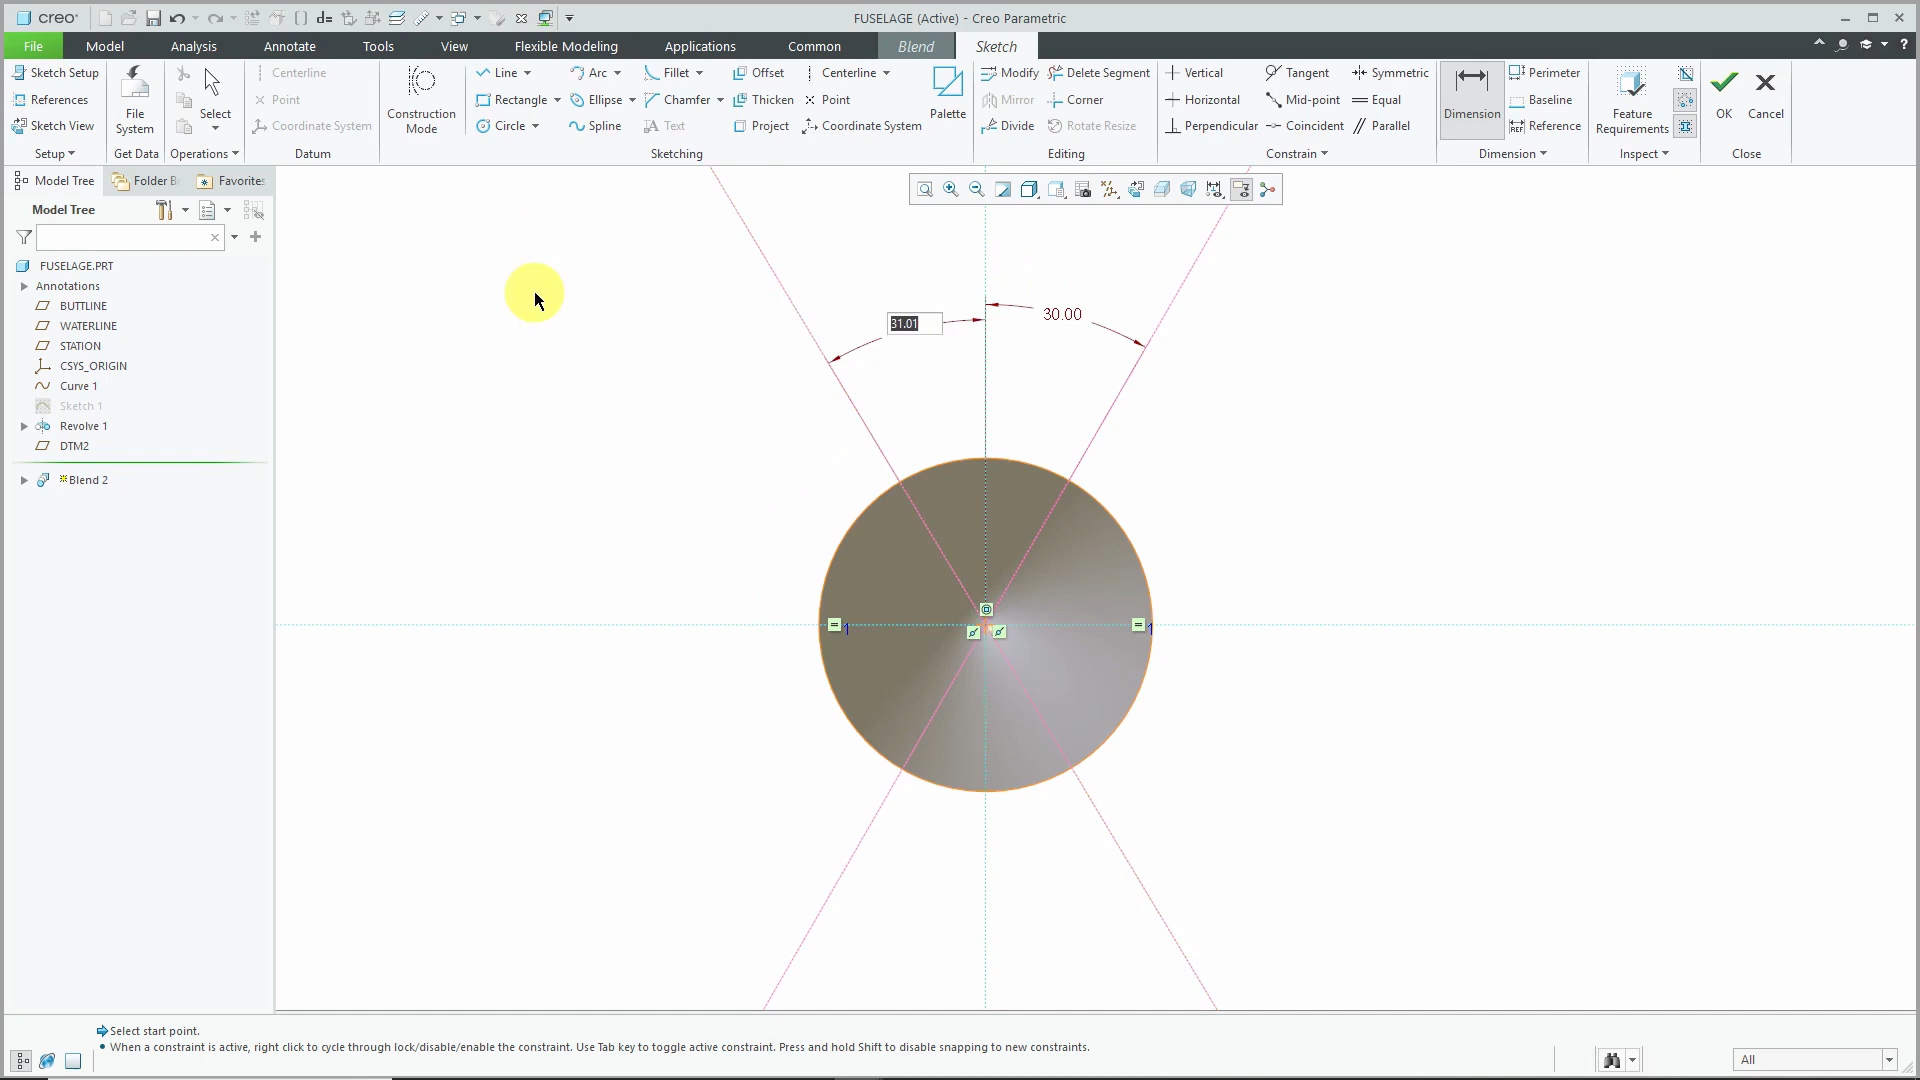 creo
d=
FUSELAGE (Active) - Creo Parametric
File
Model
Analysis
Annotate
Tools
View
Flexible Modeling
Applications
Common
Blend
Sketch
?
Sketch Setup
References
Sketch View
Setup
File System
Get Data
Select
Operations
Centerline
Point
Coordinate System
Datum
Construction Mode
Line
Arc
Fillet
Offset
Centerline
Rectangle
Ellipse
Chamfer
Thicken
Point
Circle
Spline
Text
Project
Coordinate System
Palette
Sketching
Modify
Delete Segment
Mirror
Corner
Divide
Rotate Resize
Editing
Vertical
Tangent
Symmetric
Horizontal
Mid-point
Equal
Perpendicular
Coincident
Parallel
Constrain
Dimension
Perimeter
Baseline
REF Reference
Dimension
Feature Requirements
Inspect
OK
Cancel
Close
Model Tree
Folder B
Favorite
Model Tree
FUSELAGE.PRT
Annotations
BUTTLINE
WATERLINE
STATION
CSYS_ORIGIN
Curve 1
Sketch 1
Revolve 1
DTM2
Blend 2
31.01
30.00
= 1
= 1
Select start point.
When a constraint is active, right click to cycle through lock/disable/enable the constraint. Use Tab key to toggle active constraint. Press and hold Shift to disable snapping to new constraints.
All